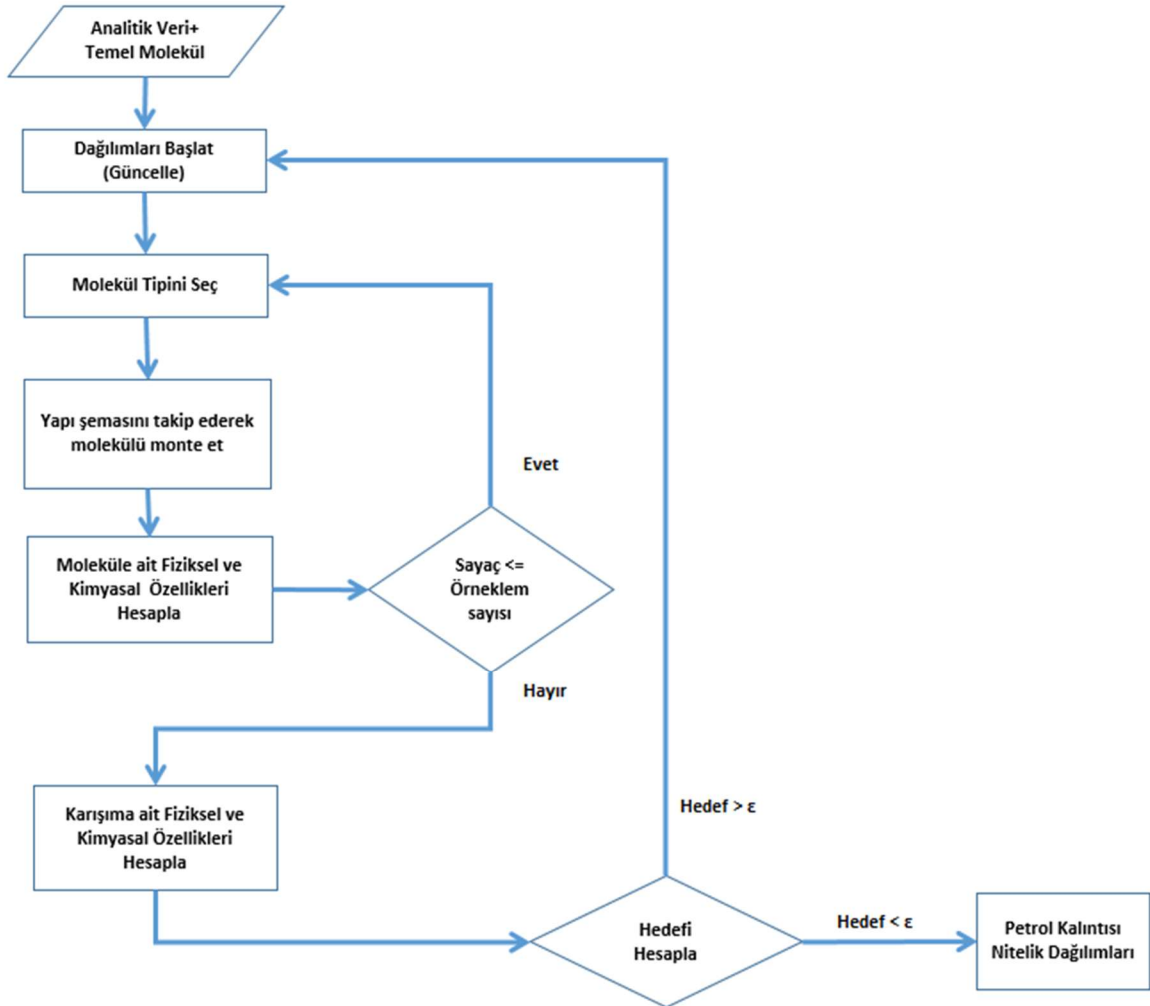 Analitik Veri+
Temel Molekül
Dağılımları Başlat
(Güncelle)
Molekül Tipini Seç
Yapı şemasını takip ederek
molekülü monte et
Evet
Moleküle ait Fiziksel ve
Kimyasal Özellikleri
Hesapla
Sayaç <=
Örneklem
sayısı
Hayır
Karışıma ait Fiziksel ve
Kimyasal Özellikleri
Hesapla
Hedef > ε
Hedefi
Hesapla
Hedef < ε
Petrol Kalıntısı
Nitelik Dağılımları